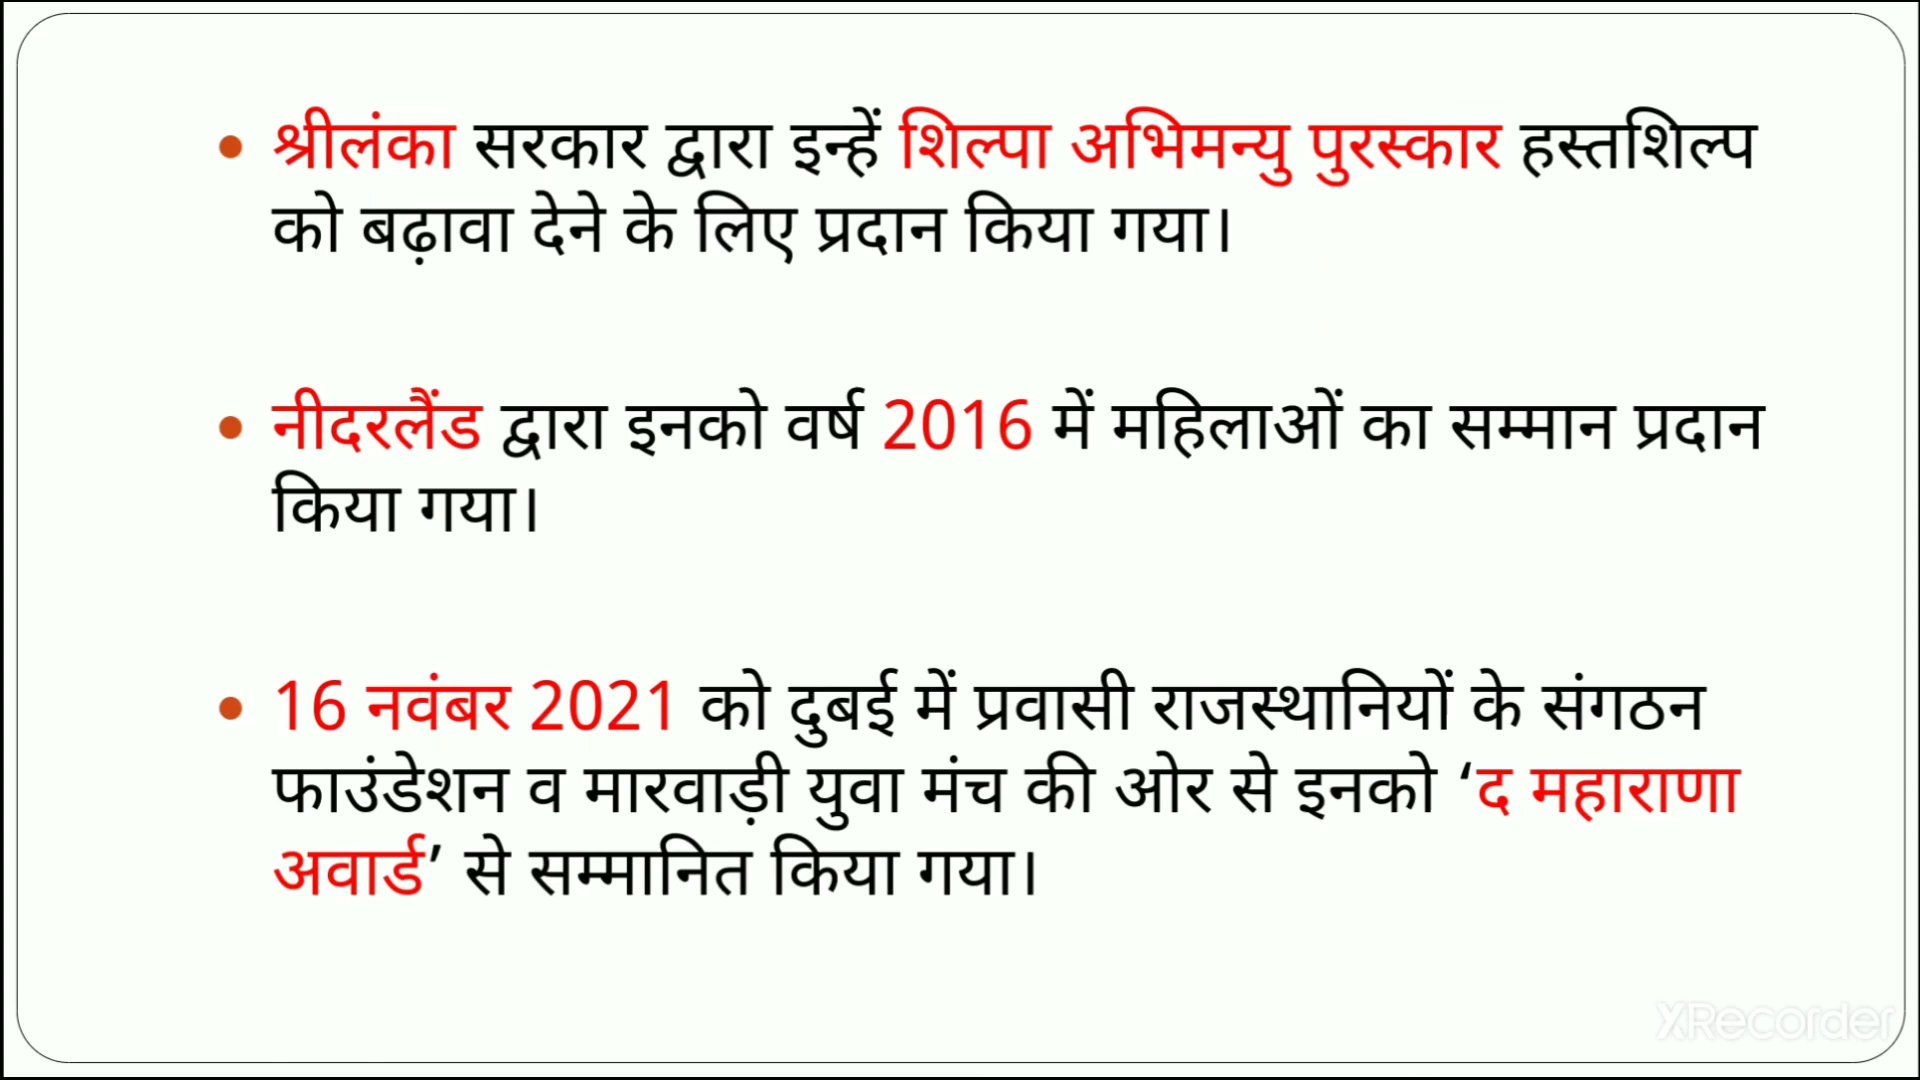 • श्रीलंका सरकार द्वारा इन्हें शिल्पा अभिमन्यु पुरस्कार हस्तशिल्प
को बढ़ावा देने के लिए प्रदान किया गया।
• नीदरलैंड द्वारा इनको वर्ष 2016 में महिलाओं का सम्मान प्रदान
किया गया।
• 16 नवंबर 2021 को दुबई में प्रवासी राजस्थानियों के संगठन
फाउंडेशन व मारवाड़ी युवा मंच की ओर से इनको ‘द महाराणा
अवार्ड’ से सम्मानित किया गया।
XRecorder